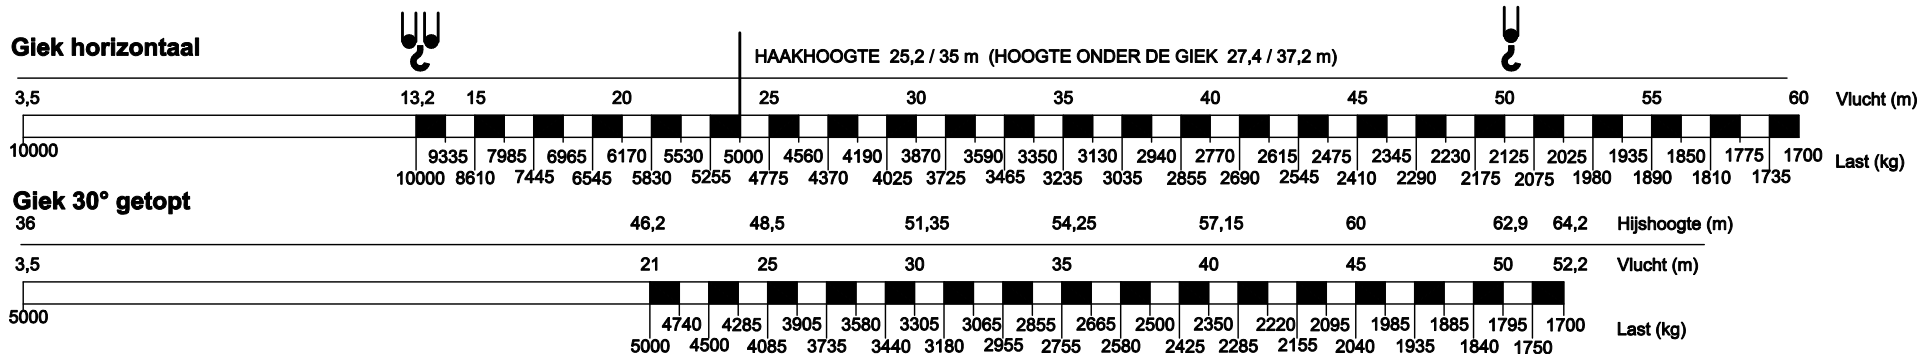 Giek horizontaal
HAAKHOOGTE 25,2 / 35 m (HOOGTE ONDER DE GIEK 27,4 / 37,2 m)
3,5 13,2 15 20 25 30 35 40 45 50 55 60 Vlucht (m)
10000 9335 7985 6965 6170 5530 5000 4560 4190 3870 3590 3350 3130 2940 2770 2615 2475 2345 2230 2125 2025 1935 1850 1775 1700 Last (kg)
10000 8610 7445 6545 5830 5255 4775 4370 4025 3725 3465 3235 3035 2855 2690 2545 2410 2290 2175 2075 1980 1890 1810 1735
Giek 30° getopt
36 46,2 48,5 51,35 54,25 57,15 60 62,9 64,2 Hijshoogte (m)
3,5 21 25 30 35 40 45 50 52,2 Vlucht (m)
5000 4740 4285 3905 3580 3305 3065 2855 2665 2500 2350 2220 2095 1985 1885 1795 1700 Last (kg)
5000 4500 4085 3735 3440 3180 2955 2755 2580 2425 2285 2155 2040 1935 1840 1750